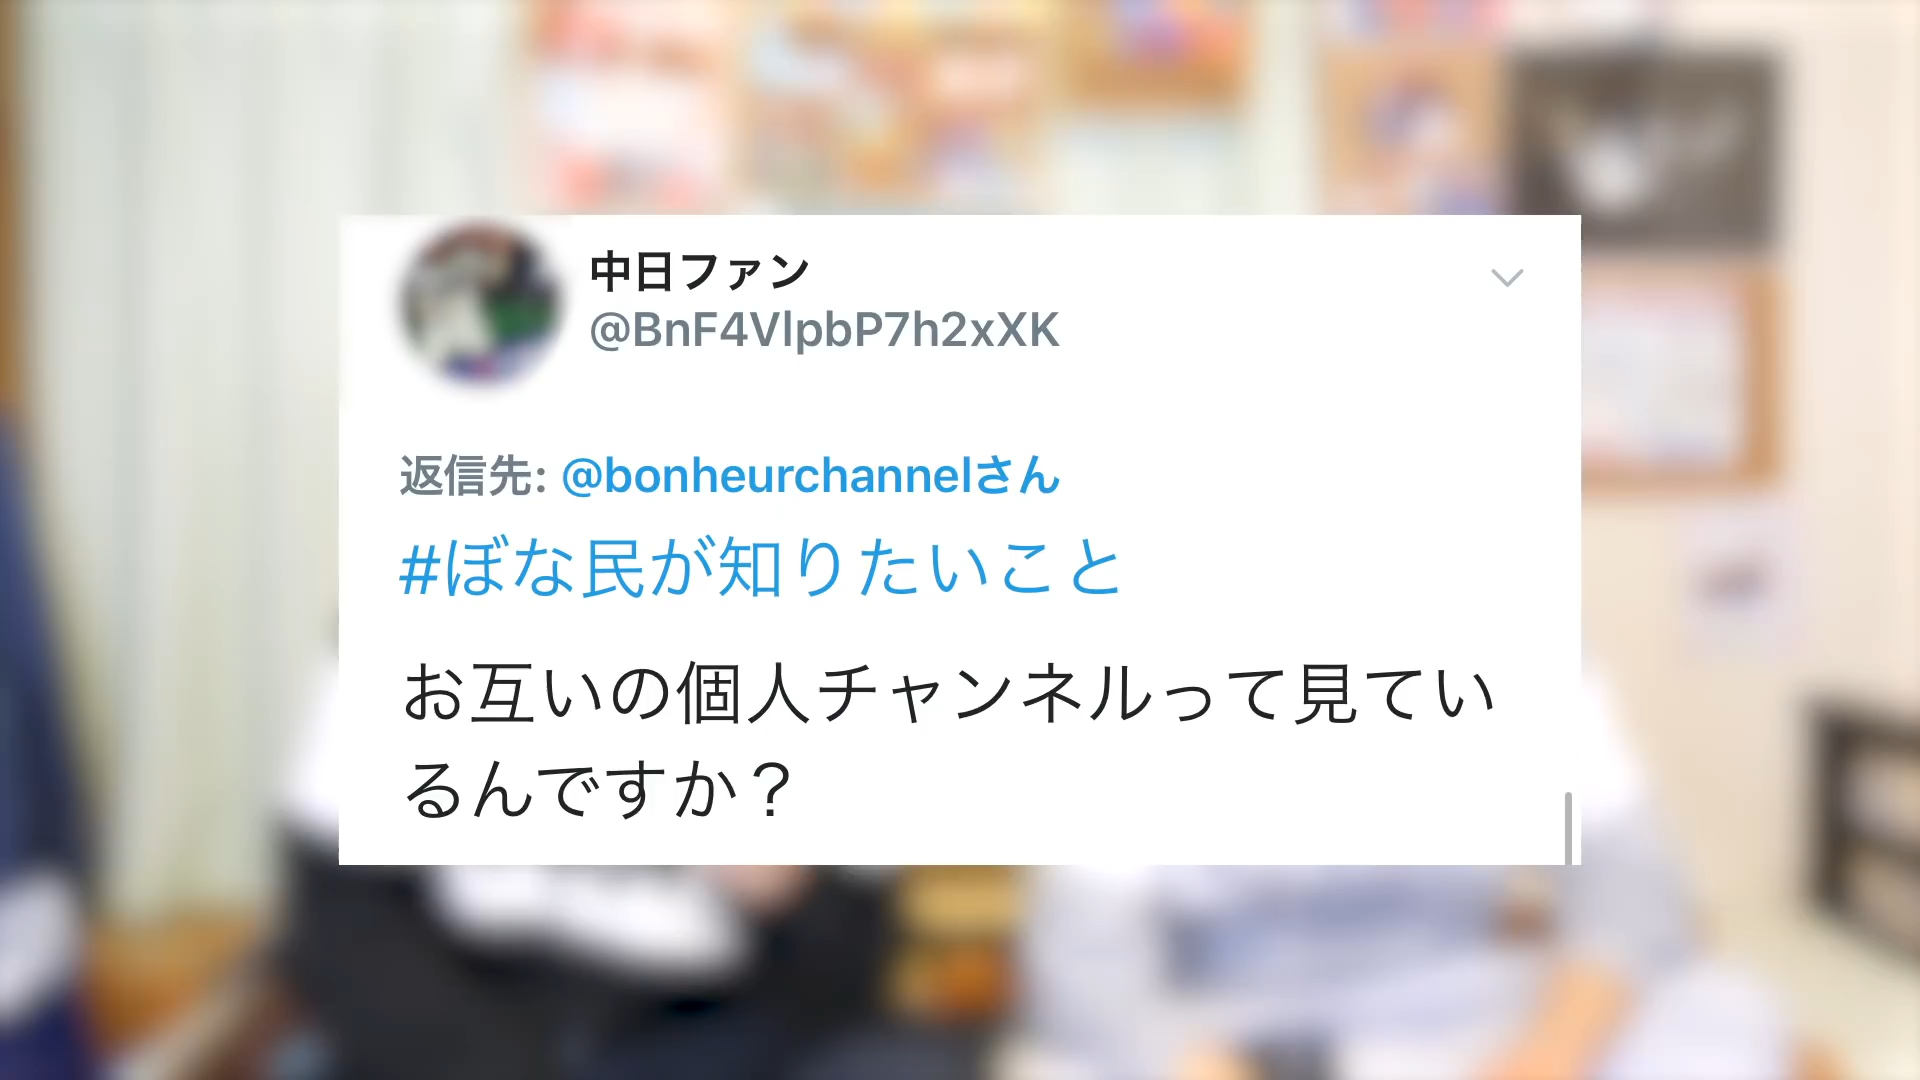 中日ファン
@BnF4VlpbP7h2xXK
返信先: @bonheurchannelさん
#ぼな民が知りたいこと
お互いの個人チャンネルって見てい
るんですか？